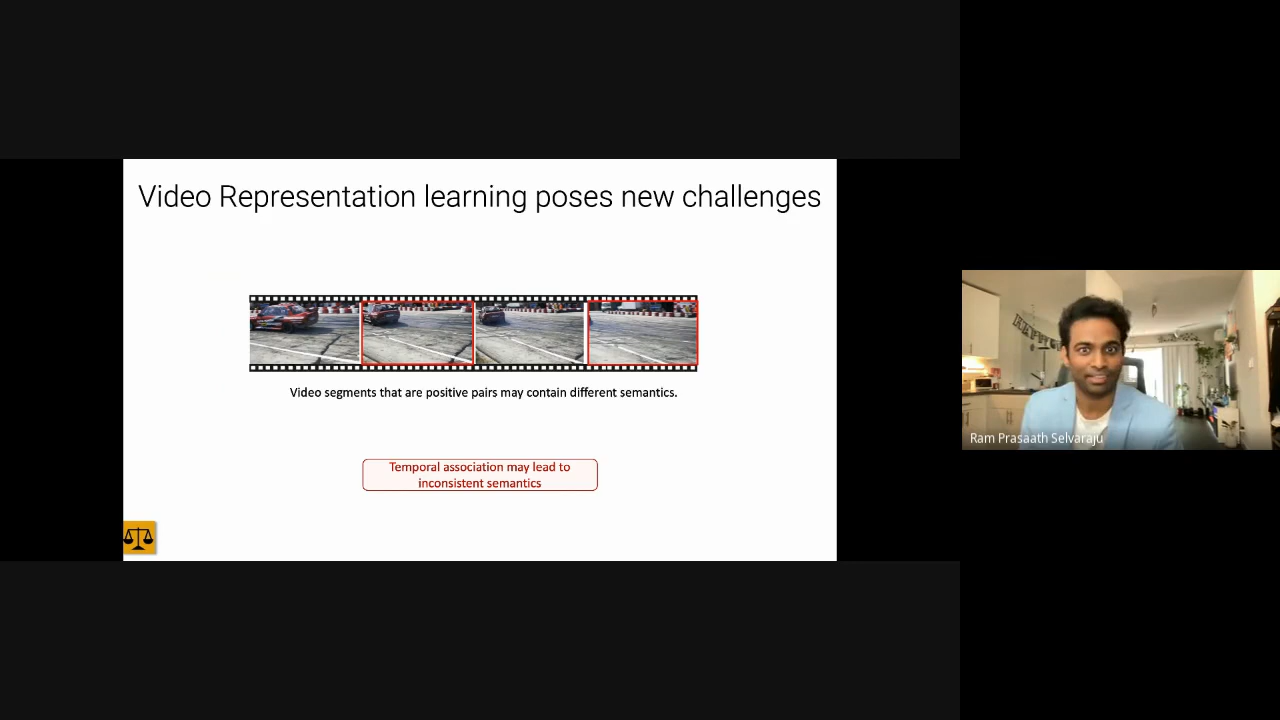 Video Representation learning poses new challenges
Video segments that are positive pairs may contain different semantics.
Temporal association may lead to
inconsistent semantics
Ram Prasaath Selvaraju